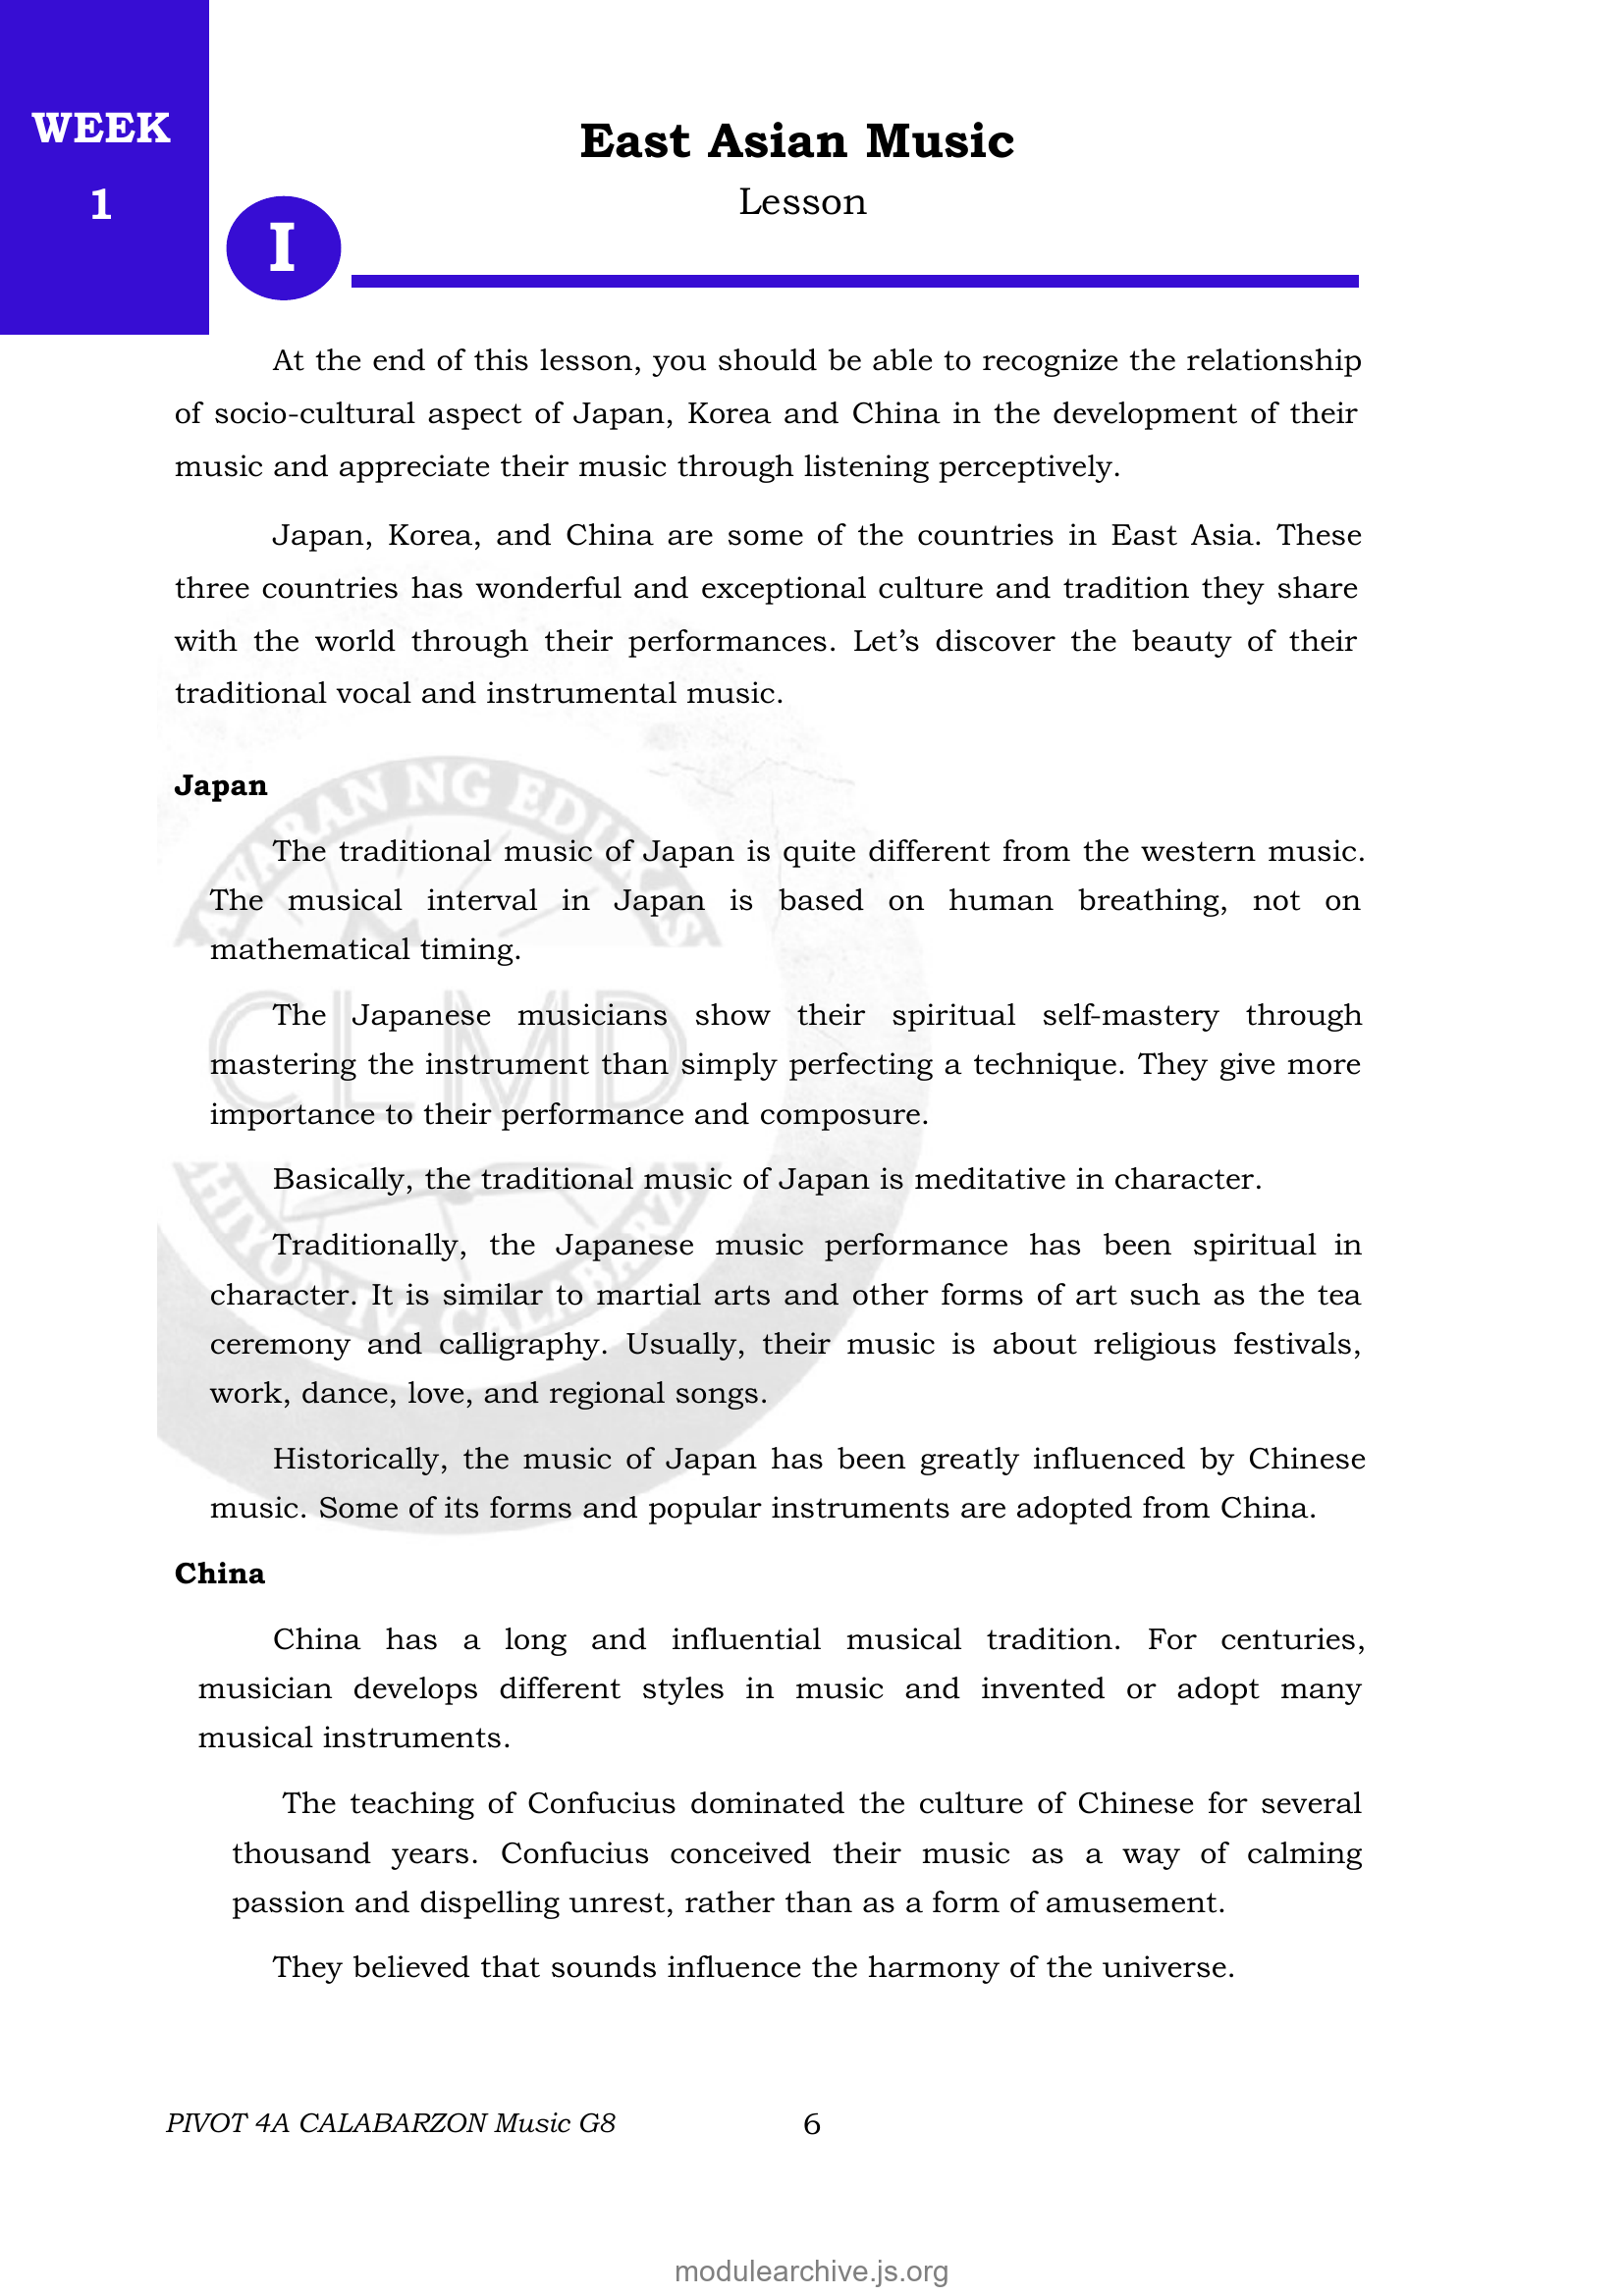 WEEK
1
East Asian Music
Lesson
I
At the end of this lesson, you should be able to recognize the relationship
of socio-cultural aspect of Japan, Korea and China in the development of their
music and appreciate their music through listening perceptively.
Japan, Korea, and China are some of the countries in East Asia. These
three countries has wonderful and exceptional culture and tradition they share
with the world through their performances. Let’s discover the beauty of their
traditional vocal and instrumental music.
Japan
The traditional music of Japan is quite different from the western music.
The musical interval in Japan is based on human breathing, not on
mathematical timing.
The Japanese musicians show their spiritual self-mastery through
mastering the instrument than simply perfecting a technique. They give more
importance to their performance and composure.
Basically, the traditional music of Japan is meditative in character.
Traditionally, the Japanese music performance has been spiritual in
character. It is similar to martial arts and other forms of art such as the tea
ceremony and calligraphy. Usually, their music is about religious festivals,
work, dance, love, and regional songs.
Historically, the music of Japan has been greatly influenced by Chinese
music. Some of its forms and popular instruments are adopted from China.
China
China has a long and influential musical tradition. For centuries,
musician develops different styles in music and invented or adopt many
musical instruments.
The teaching of Confucius dominated the culture of Chinese for several
thousand years. Confucius conceived their music as a way of calming
passion and dispelling unrest, rather than as a form of amusement.
They believed that sounds influence the harmony of the universe.
CLMD
PIVOT 4A CALABARZON Music G8
6
modulearchive.js.org